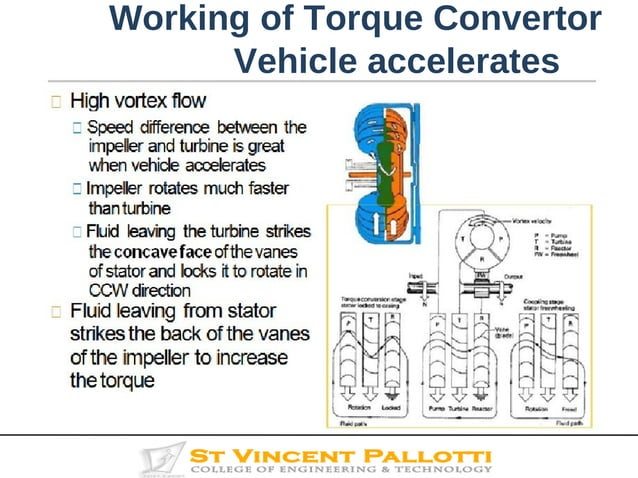 Working of Torque Convertor
Vehicle accelerates
High vortex flow
Speed difference between the
impeller and turbine is great
when vehicle accelerates
Impeller rotates much faster
than turbine
Fluid leaving the turbine strikes
the concave face of the vanes
of stator and locks it to rotate in
CCW direction
Fluid leaving from stator
strikes the back of the vanes
of the impeller to increase
the torque
Vortex velocity
P = Pump
T = Turbine
R = Reactor
FW = Freewheel
T P
R
FW
Input
Output
N
n
Torque conversion stage
stator locked to casing
Coupling stage
stator freewheeling
P T R
P T R
Vane
(blade)
Rotation Locked
Pump Turbine Reactor
Rotation Freed
Fluid path
Fluid path
ST VINCENT PALLOTTI
COLLEGE OF ENGINEERING & TECHNOLOGY